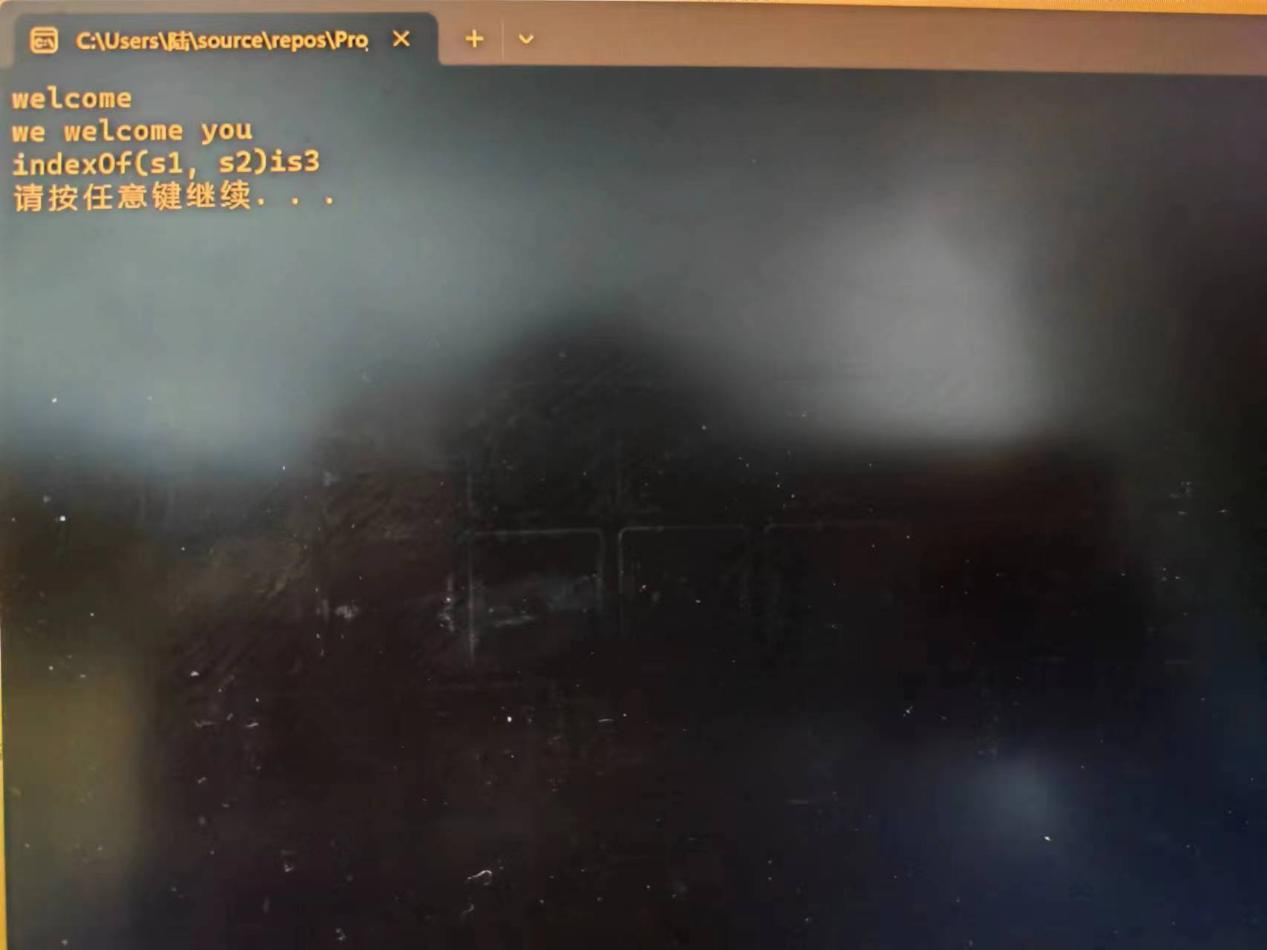 C:\Users\陆\source\repos\Pro
welcome
we welcome you
indexOf(s1, s2)is3
请按任意键继续. . .